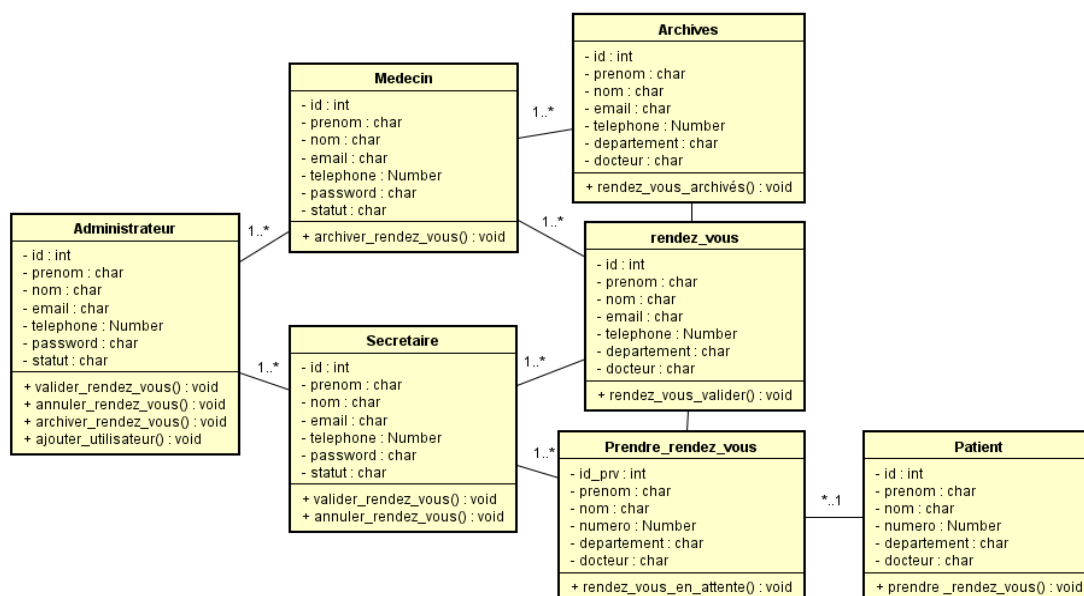 Archives
- id : int
- prenom : char
- nom : char
- email : char
- telephone : Number
- departement : char
- docteur : char
+ rendez_vous_archivés() : void
Medecin
- id : int
- prenom : char
- nom : char
- email : char
- telephone : Number
- password : char
- statut : char
+ archiver_rendez_vous() : void
1..*
1..*
1..*
Administrateur
- id : int
- prenom : char
- nom : char
- email : char
- telephone : Number
- password : char
- statut : char
+ valider_rendez_vous() : void
+ annuler_rendez_vous() : void
+ archiver_rendez_vous() : void
+ ajouter_utilisateur() : void
rendez_vous
- id : int
- prenom : char
- nom : char
- email : char
- telephone : Number
- departement : char
- docteur : char
+ rendez_vous_valider() : void
1..*
Secretaire
- id : int
- prenom : char
- nom : char
- email : char
- telephone : Number
- password : char
- statut : char
+ valider_rendez_vous() : void
+ annuler_rendez_vous() : void
1..*
1..*
Prendre_rendez_vous
- id_prv : int
- prenom : char
- nom : char
- numero : Number
- departement : char
- docteur : char
+ rendez_vous_en_attente() : void
*..1
Patient
- id : int
- prenom : char
- nom : char
- numero : Number
- departement : char
- docteur : char
+ prendre _rendez_vous() : void